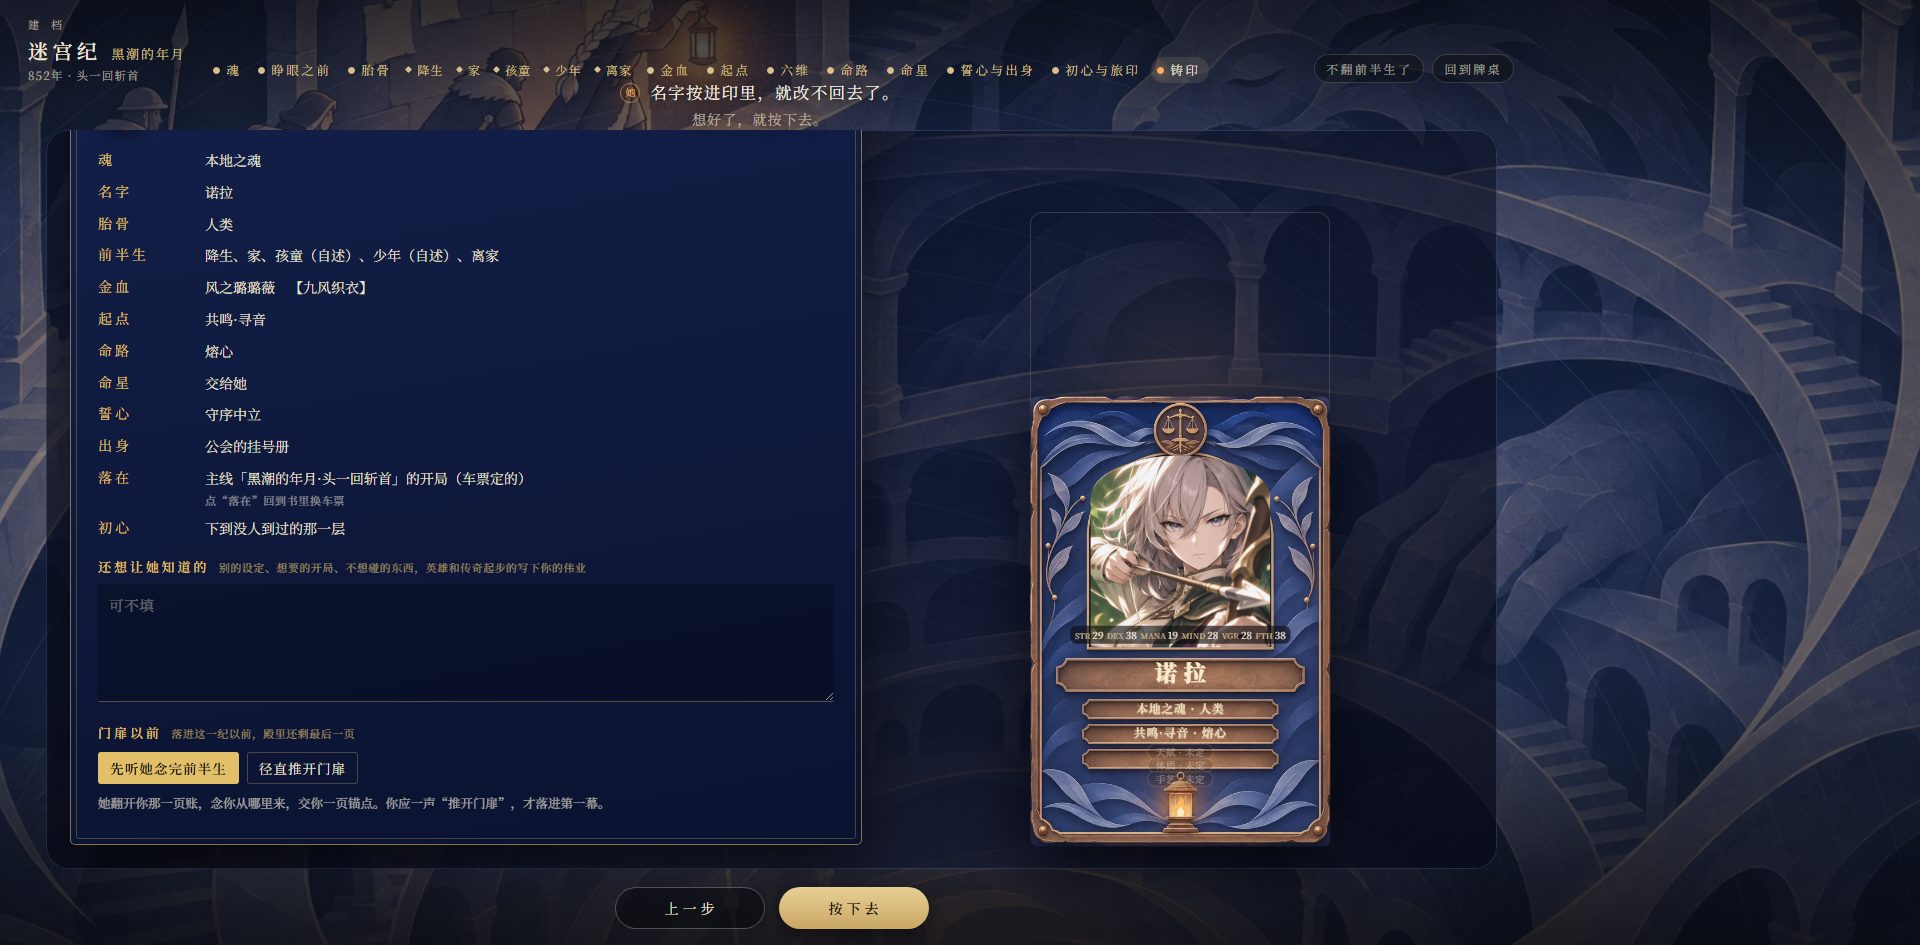 建 档
迷宫纪 黑潮的年月
852年 · 头一回斩首
魂 睁眼之前 胎骨 降生 家 孩童 少年 离家 金血 起点 六维 命路 命星 誓心与出身 初心与旅印 铸印
不翻前半生了 回到牌桌
她 名字按进印里，就改不回去了。
想好了，就按下去。
魂 本地之魂
名字 诺拉
胎骨 人类
前半生 降生、家、孩童（自述）、少年（自述）、离家
金血 风之璐璐薇 【九风织衣】
起点 共鸣·寻音
命路 熔心
命星 交给她
誓心 守序中立
出身 公会的挂号册
落在 主线「黑潮的年月·头一回斩首」的开局（车票定的）
点“落在”回到书里换车票
初心 下到没人到过的那一层
还想让她知道的 别的设定、想要的开局、不想碰的东西，英雄和传奇起步的写下你的伟业
可不填
门扉以前 落进这一纪以前，殿里还剩最后一页
先听她念完前半生 径直推开门扉
她翻开你那一页账，念你从哪里来，交你一页锚点。你应一声“推开门扉”，才落进第一幕。
STR 29 DEX 38 MANA 19 MIND 28 VGR 28 FTH 38
诺拉
本地之魂 · 人类
共鸣·寻音 · 熔心
天赋 · 未定
体质 · 未定
手艺 · 未定
上一步 按下去